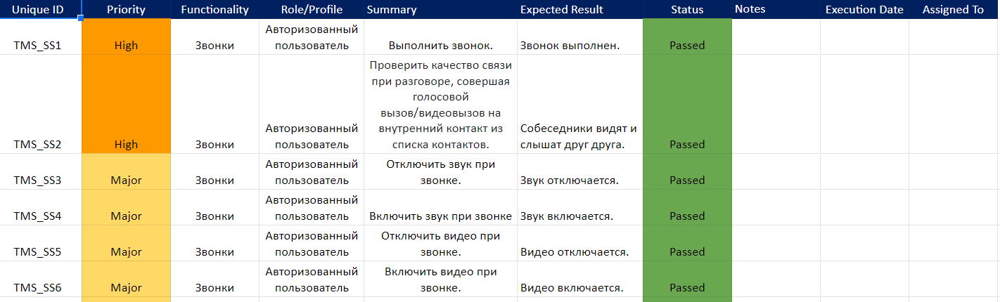 Unique ID Priority Functionality Role/Profile Summary Expected Result Status Notes Execution Date Assigned To
Авторизованный
TMS_SS1 High Звонки пользователь Выполнить звонок. Звонок выполнен. Passed
Проверить качество связи
при разговоре, совершая
голосовой
вызов/видеовызов на
Авторизованный внутренний контакт из Собеседники видят и
TMS_SS2 High Звонки пользователь списка контактов. слышат друг друга. Passed
Авторизованный Отключить звук при
TMS_SS3 Major Звонки пользователь звонке. Звук отключается. Passed
Авторизованный
TMS_SS4 Major Звонки пользователь Включить звук при звонке Звук включается. Passed
Авторизованный Отключить видео при
TMS_SS5 Major Звонки пользователь звонке. Видео отключается. Passed
Авторизованный Включить видео при
TMS_SS6 Major Звонки пользователь звонке. Видео включается. Passed